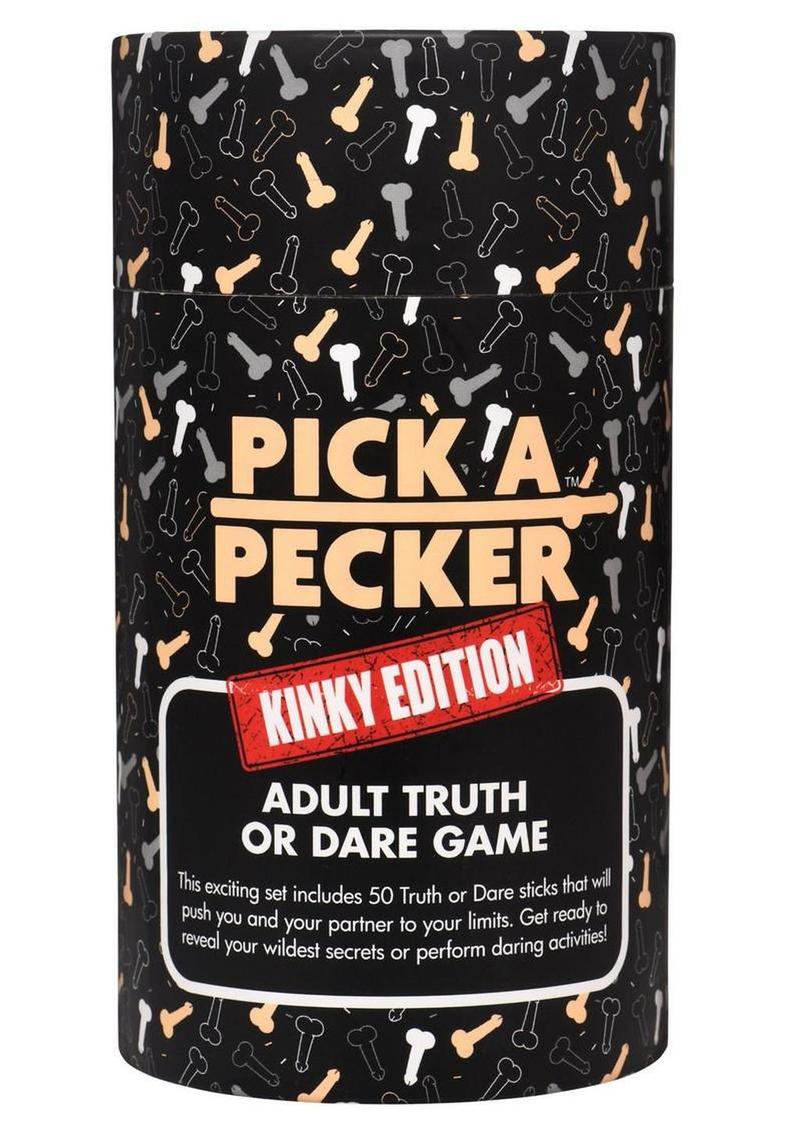 PICK A
TM
PECKER
KINKY EDITION
ADULT TRUTH
OR DARE GAME
This exciting set includes 50 Truth or Dare sticks that will
push you and your partner to your limits. Get ready to
reveal your wildest secrets or perform daring activities!